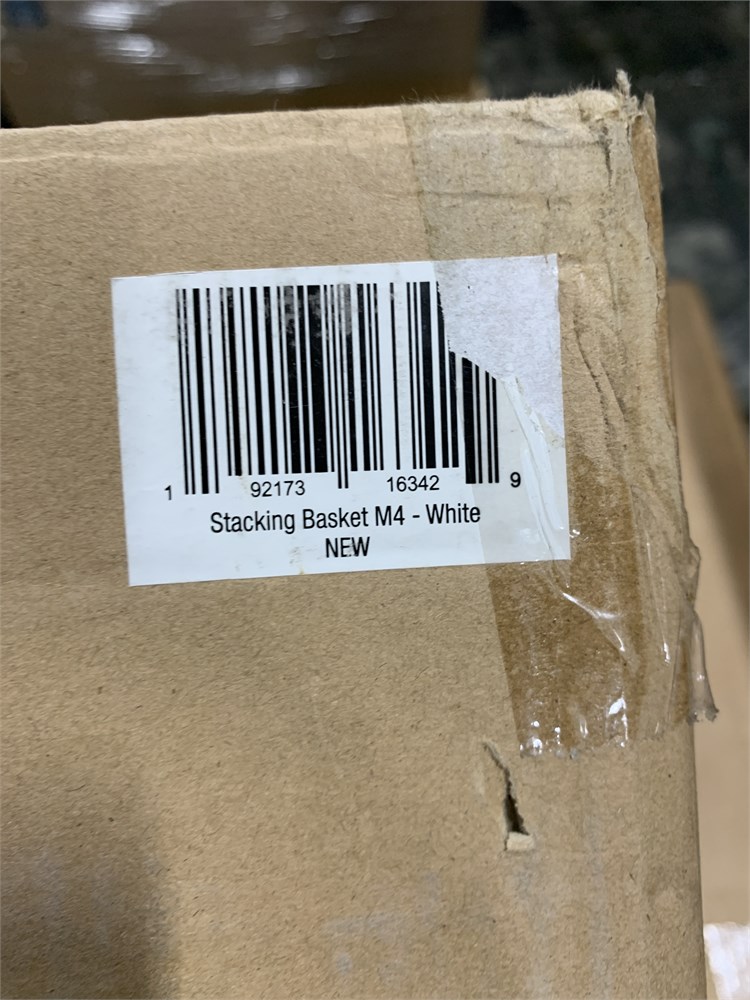 1 92173 16342 9
Stacking Basket M4 - White
NEW